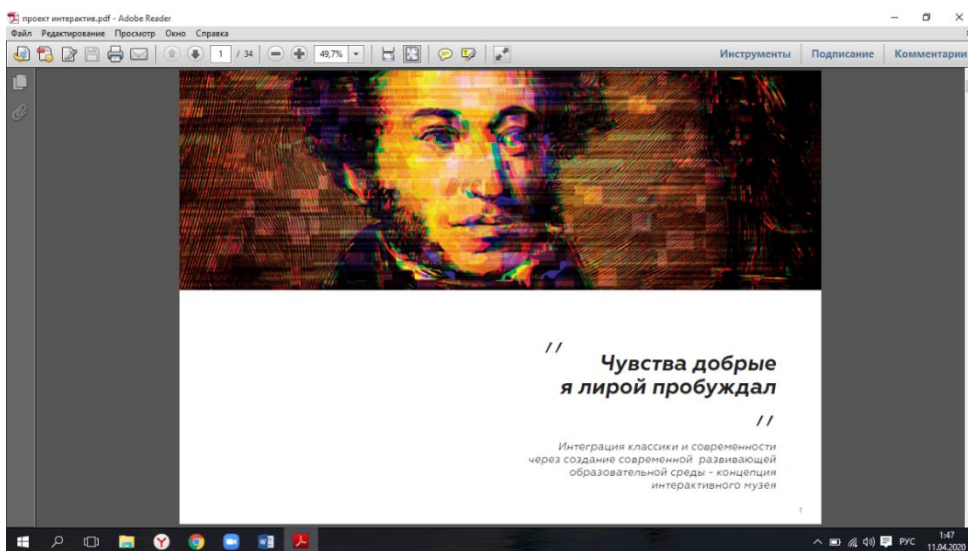 проект интерактив.pdf - Adobe Reader
Файл Редактирование Просмотр Окно Справка
1 / 34 49,7% Инструменты Подписание Комментарии
//
Чувства добрые
я лирой пробуждал
//
Интеграция классики и современности
через создание современной развивающей
образовательной среды - концепция
интерактивного музея
1
1:47
РУС
11.04.2020